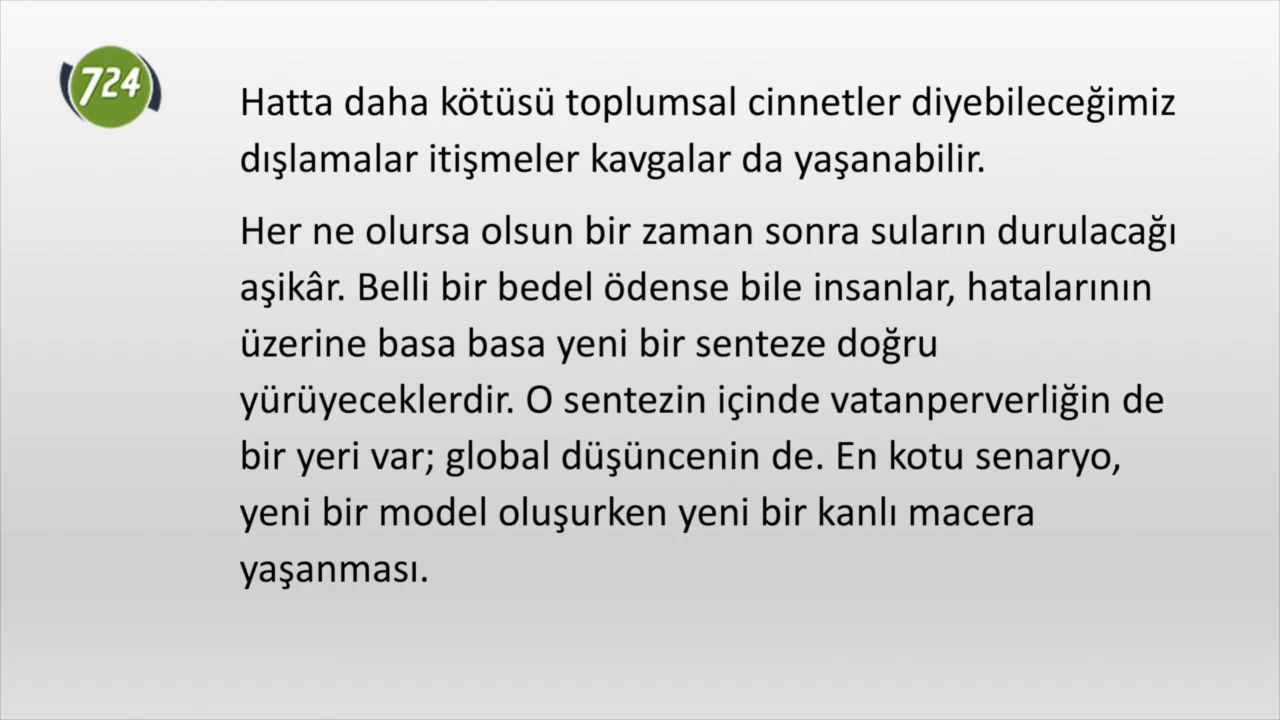 724
Hatta daha kötüsü toplumsal cinnetler diyebileceğimiz
dışlamalar itişmeler kavgalar da yaşanabilir.
Her ne olursa olsun bir zaman sonra suların durulacağı
aşikâr. Belli bir bedel ödense bile insanlar, hatalarının
üzerine basa basa yeni bir senteze doğru
yürüyeceklerdir. O sentezin içinde vatanperverliğin de
bir yeri var; global düşüncenin de. En kotu senaryo,
yeni bir model oluşurken yeni bir kanlı macera
yaşanması.